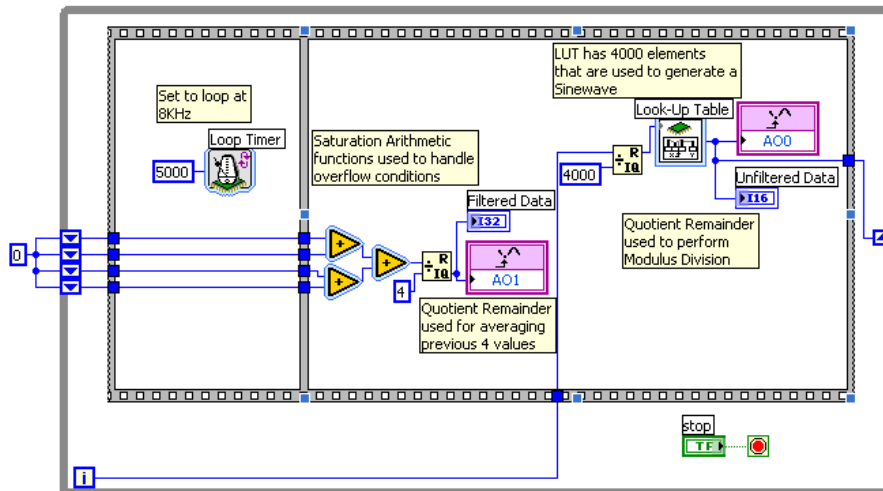 LUT has 4000 elements
that are used to generate a
Sinewave
Set to loop at
8KHz
Look-Up Table
Loop Timer
Saturation Arithmetic
functions used to handle
overflow conditions
R
IQ
AO0
5000
4000
Unfiltered Data
I16
Filtered Data
I32
Quotient Remainder
used to perform
Modulus Division
0
R
IQ
AO1
4
Quotient Remainder
used for averaging
previous 4 values
stop
TF
i